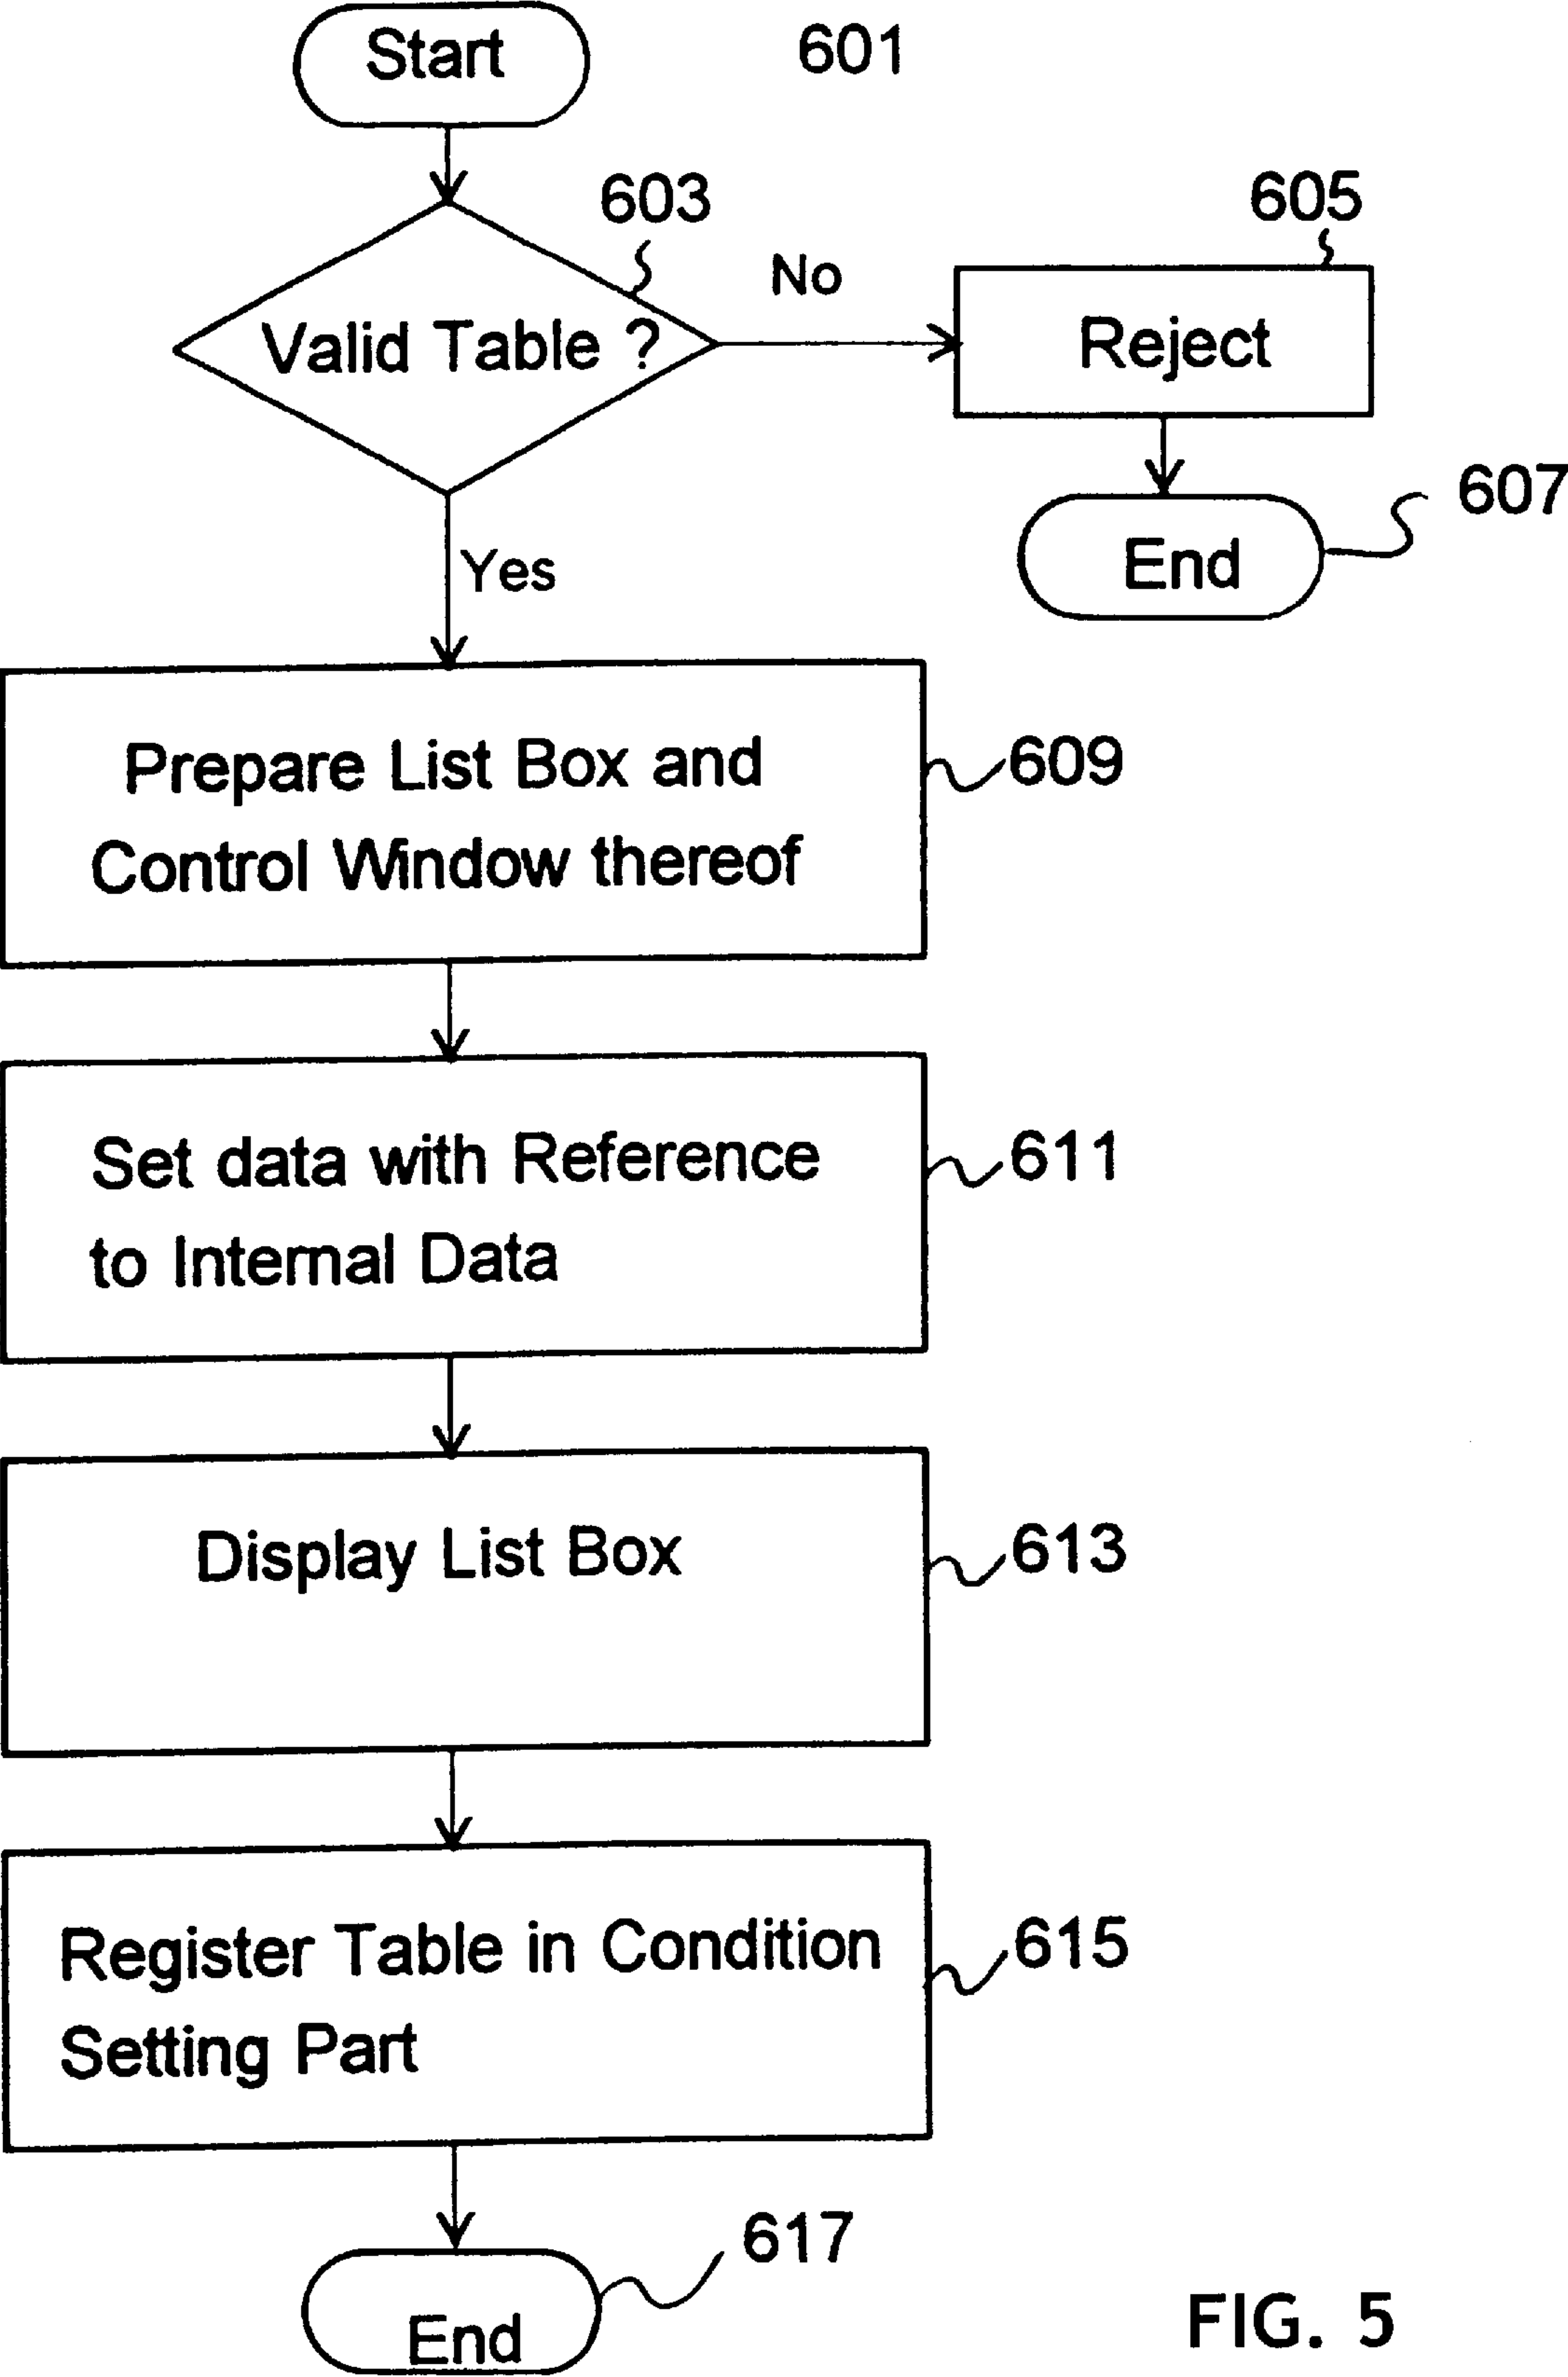 Start
601
603
Valid Table ?
No
605
Reject
607
End
Yes
Prepare List Box and
Control Window thereof
609
Set data with Reference
to Internal Data
611
Display List Box
613
Register Table in Condition
Setting Part
615
617
End
FIG. 5